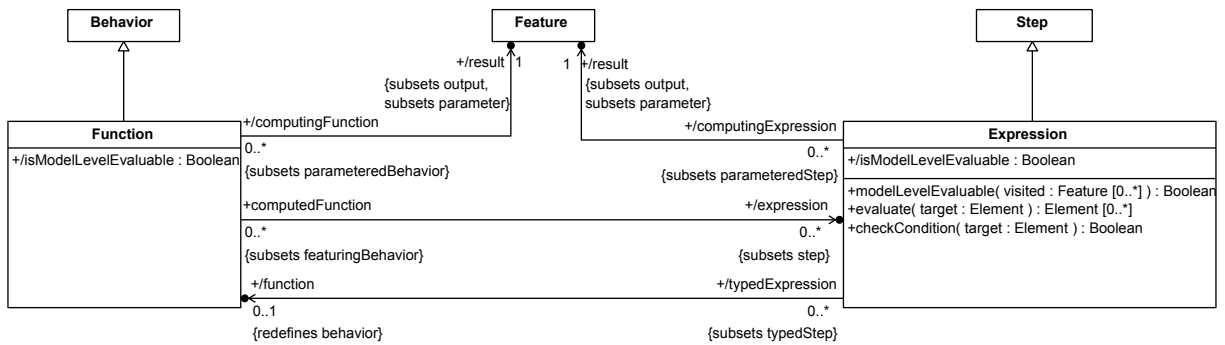 Behavior
Feature
Step
+/result 1
1 +/result
{subsets output,
subsets parameter}
{subsets output,
subsets parameter}
Function
+/isModelLevelEvaluable : Boolean
+/computingFunction
0..*
{subsets parameteredBehavior}
+/computingExpression
0..*
{subsets parameteredStep}
Expression
+/isModelLevelEvaluable : Boolean
+modelLevelEvaluable( visited : Feature [0..*] ) : Boolean
+evaluate( target : Element ) : Element [0..*]
+checkCondition( target : Element ) : Boolean
+computedFunction
0..*
{subsets featuringBehavior}
+/expression
0..*
{subsets step}
+/function
0..1
{redefines behavior}
+/typedExpression
0..*
{subsets typedStep}